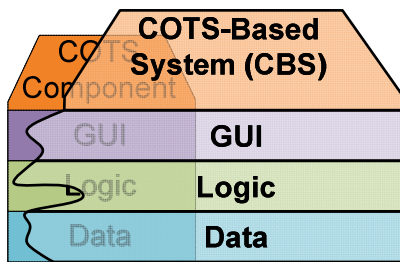 COTS-Based
System (CBS)
COTS
Component
GUI GUI
Logic Logic
Data Data